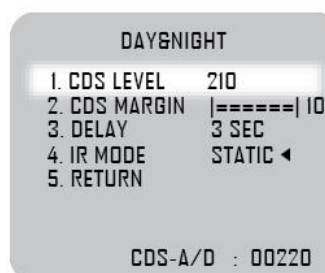 DAY&NIGHT
1. CDS LEVEL 210
2. CDS MARGIN |======| 10
3. DELAY 3 SEC
4. IR MODE STATIC ◄
5. RETURN
CDS-A/D : 00220